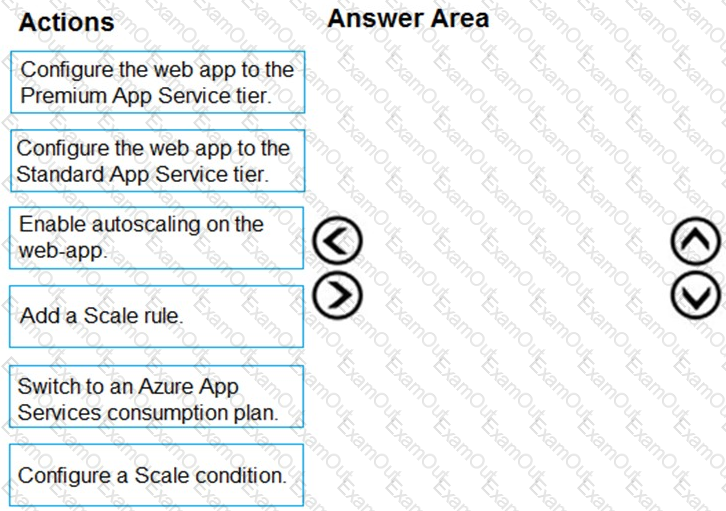 Actions
Answer Area
Configure the web app to the
Premium App Service tier.
Configure the web app to the
Standard App Service tier.
Enable autoscaling on the
web-app.
Add a Scale rule.
Switch to an Azure App
Services consumption plan.
Configure a Scale condition.